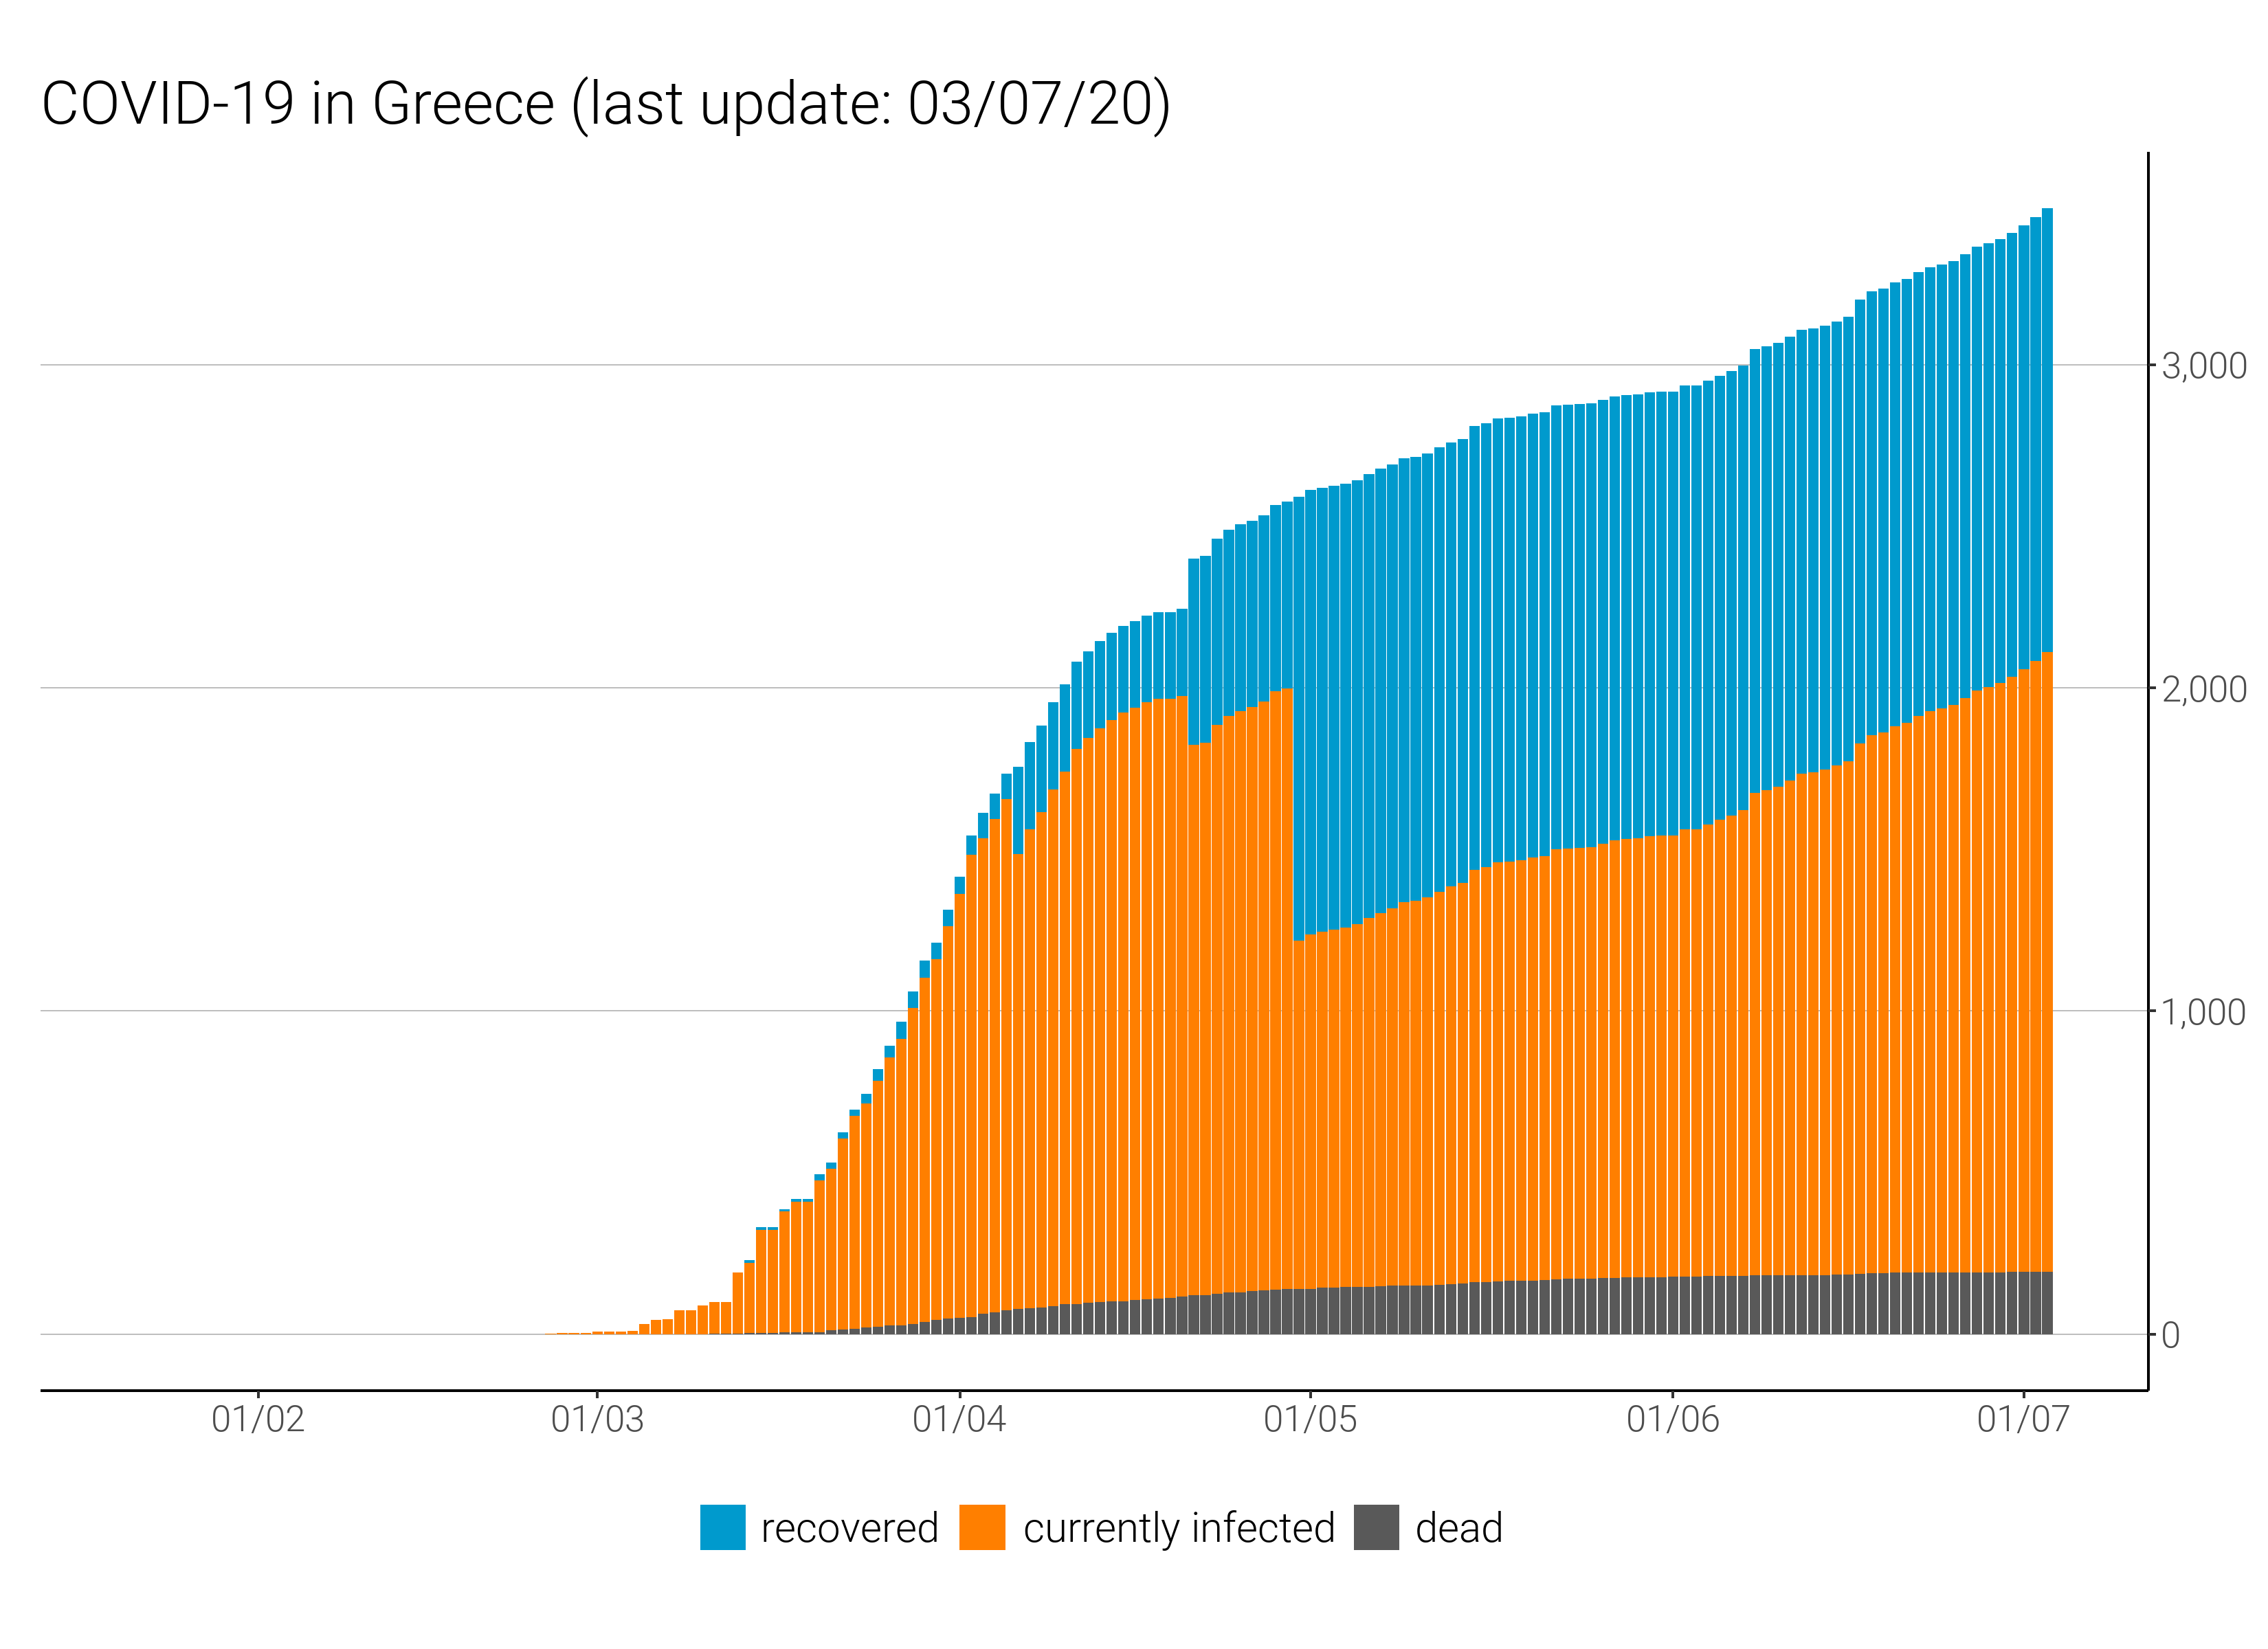 COVID-19 in Greece (last update: 03/07/20)
3,000
2,000
1,000
0
01/02 01/03 01/04 01/05 01/06 01/07
recovered currently infected dead